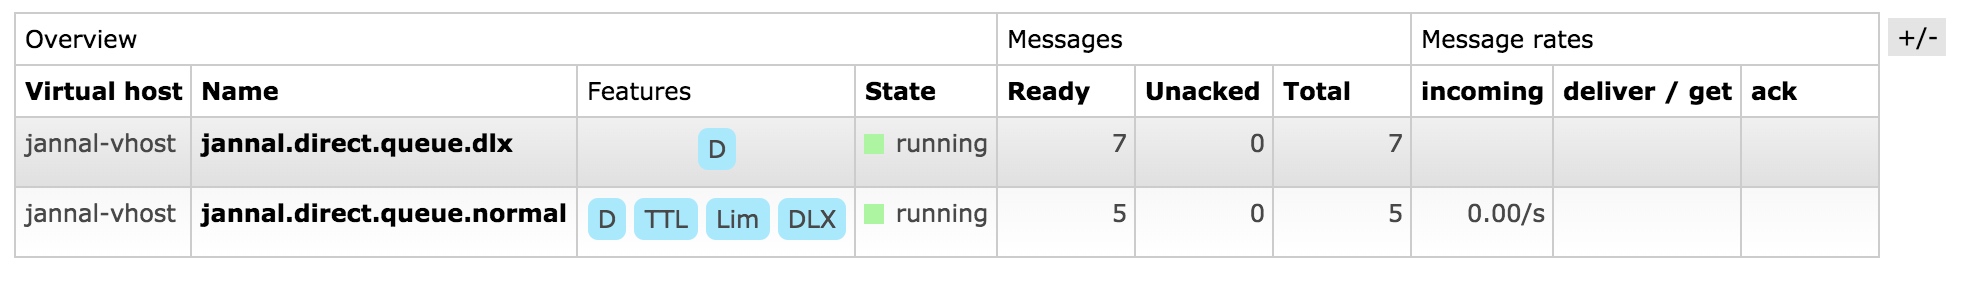 Overview Messages Message rates +/-
Virtual host Name Features State Ready Unacked Total incoming deliver / get ack
jannal-vhost jannal.direct.queue.dlx D running 7 0 7
jannal-vhost jannal.direct.queue.normal D TTL Lim DLX running 5 0 5 0.00/s